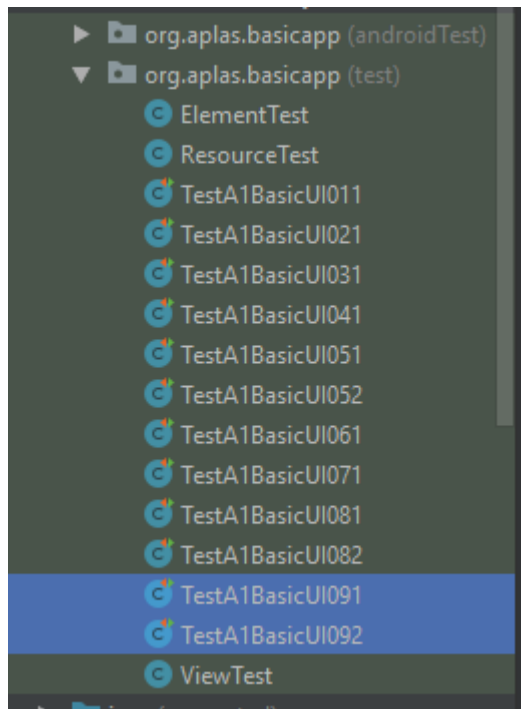 org.aplas.basicapp (androidTest)
org.aplas.basicapp (test)
ElementTest
ResourceTest
TestA1BasicUI011
TestA1BasicUI021
TestA1BasicUI031
TestA1BasicUI041
TestA1BasicUI051
TestA1BasicUI052
TestA1BasicUI061
TestA1BasicUI071
TestA1BasicUI081
TestA1BasicUI082
TestA1BasicUI091
TestA1BasicUI092
ViewTest